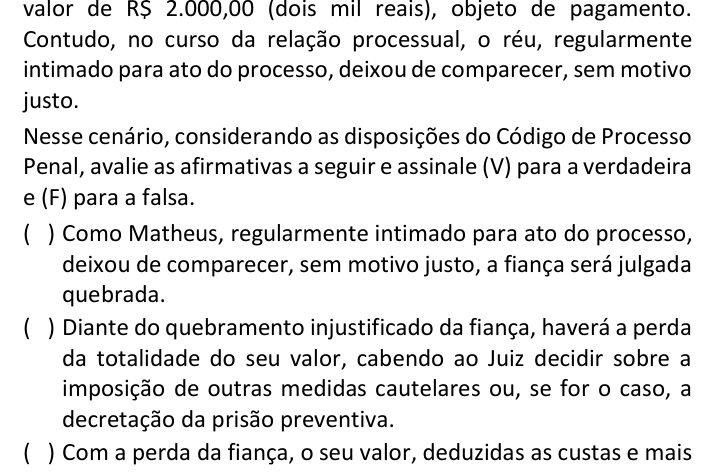 valor de R$ 2.000,00 (dois mil reais), objeto de pagamento.
Contudo, no curso da relação processual, o réu, regularmente
intimado para ato do processo, deixou de comparecer, sem motivo
justo.
Nesse cenário, considerando as disposições do Código de Processo
Penal, avalie as afirmativas a seguir e assinale (V) para a verdadeira
e (F) para a falsa.
( ) Como Matheus, regularmente intimado para ato do processo,
deixou de comparecer, sem motivo justo, a fiança será julgada
quebrada.
( ) Diante do quebramento injustificado da fiança, haverá a perda
da totalidade do seu valor, cabendo ao Juiz decidir sobre a
imposição de outras medidas cautelares ou, se for o caso, a
decretação da prisão preventiva.
( ) Com a perda da fiança, o seu valor, deduzidas as custas e mais